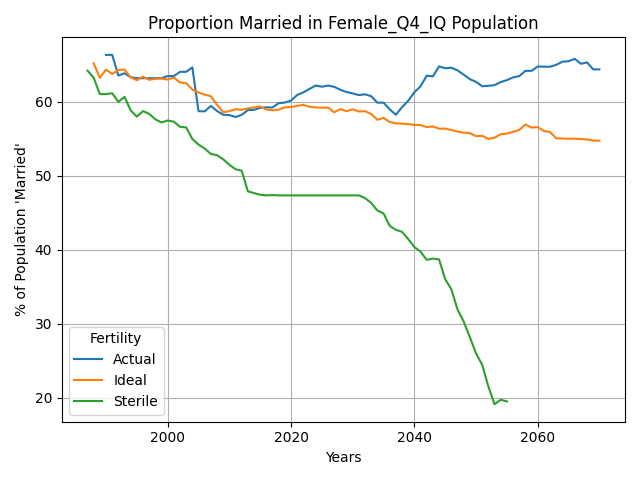 Proportion Married in Female_Q4_IQ Population
% of Population 'Married'
60
50
40
30
20
Fertility
Actual
Ideal
Sterile
2000 2020 2040 2060
Years